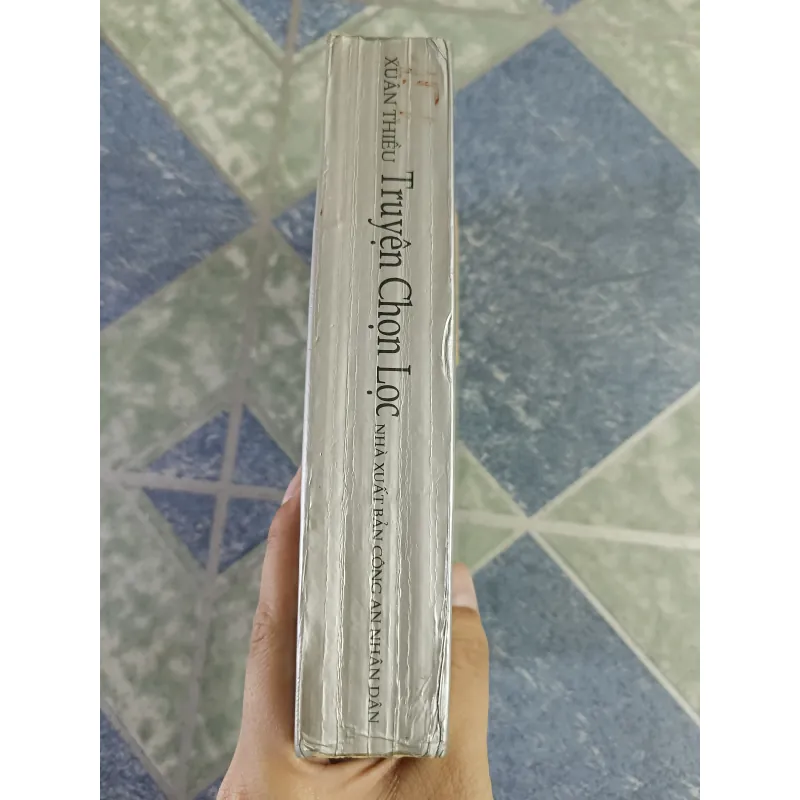 XUÂN THIỀU Truyện Chọn Lọc NHÀ XUẤT BẢN CÔNG AN NHÂN DÂN